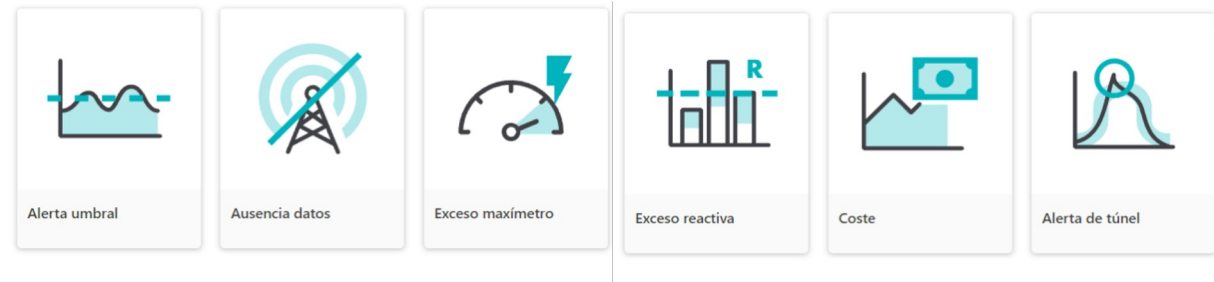 Alerta umbral
Ausencia datos
Exceso maxímetro
R
Exceso reactiva
Coste
Alerta de túnel